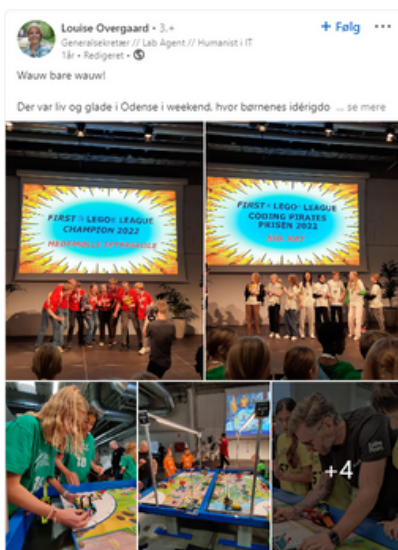 Louise Overgaard • 3.+
+ Følg
Generalsekretær // Lab Agent // Humanist i IT
1år • Redigeret •
Wauw bare wauw!
Der var liv og glade i Odense i weekend, hvor børnenes idérigdo ... se mere
FIRST LEGO LEAGUE
CHAMPION 2022
FIRST LEGO LEAGUE
CODING PIRATES
PRISEN 2022
+4